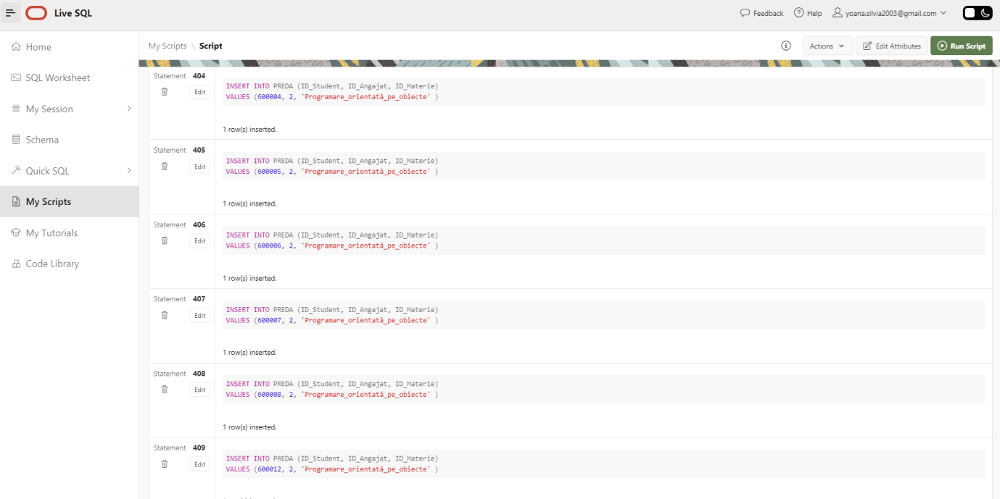 Live SQL
Feedback
Help
yoana.silvia2003@gmail.com
Home
SQL Worksheet
My Session
Schema
Quick SQL
My Scripts
My Tutorials
Code Library
My Scripts \ Script
Actions
Edit Attributes
Run Script
Statement 404
Edit
INSERT INTO PREDA (ID_Student, ID_Angajat, ID_Materie)
VALUES (600004, 2, 'Programare_orientată_pe_obiecte' )
1 row(s) inserted.
Statement 405
Edit
INSERT INTO PREDA (ID_Student, ID_Angajat, ID_Materie)
VALUES (600005, 2, 'Programare_orientată_pe_obiecte' )
1 row(s) inserted.
Statement 406
Edit
INSERT INTO PREDA (ID_Student, ID_Angajat, ID_Materie)
VALUES (600006, 2, 'Programare_orientată_pe_obiecte' )
1 row(s) inserted.
Statement 407
Edit
INSERT INTO PREDA (ID_Student, ID_Angajat, ID_Materie)
VALUES (600007, 2, 'Programare_orientată_pe_obiecte' )
1 row(s) inserted.
Statement 408
Edit
INSERT INTO PREDA (ID_Student, ID_Angajat, ID_Materie)
VALUES (600008, 2, 'Programare_orientată_pe_obiecte' )
1 row(s) inserted.
Statement 409
Edit
INSERT INTO PREDA (ID_Student, ID_Angajat, ID_Materie)
VALUES (600012, 2, 'Programare_orientată_pe_obiecte' )